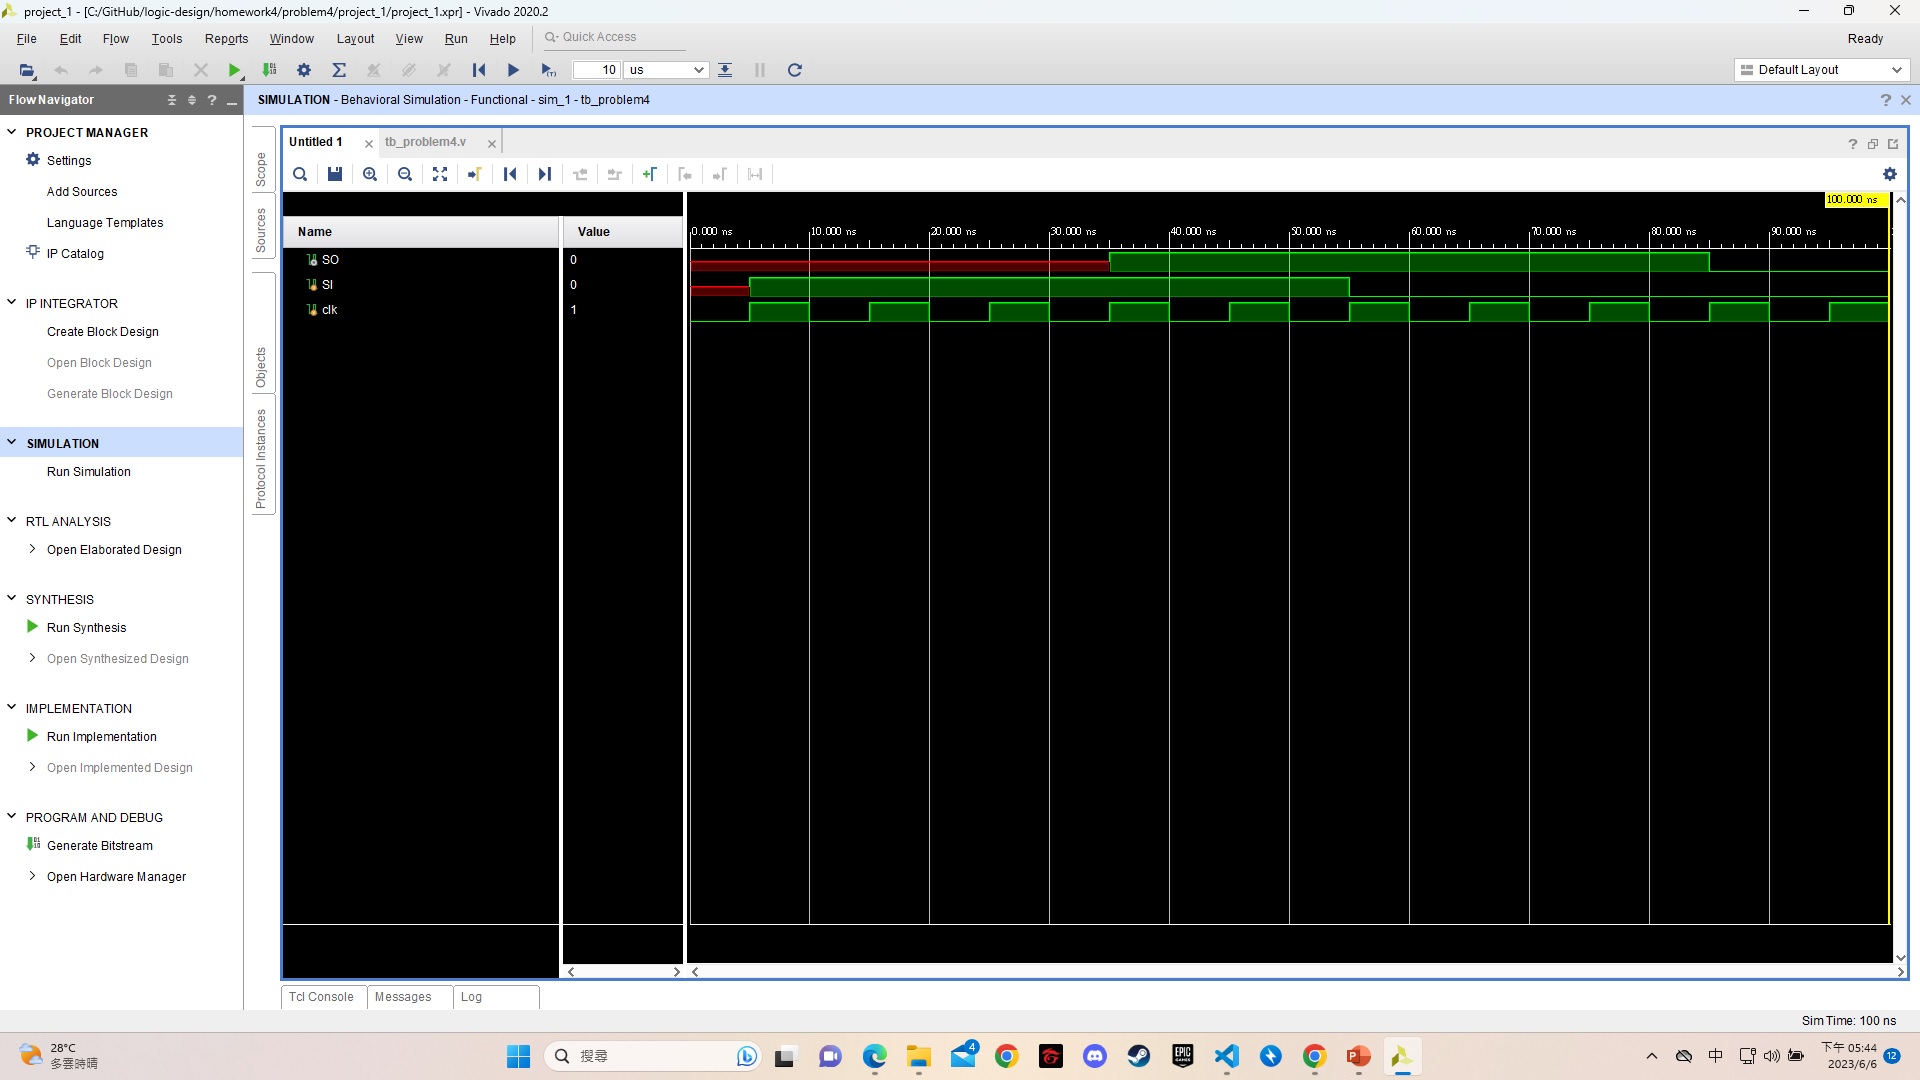 project_1 - [C:/GitHub/logic-design/homework4/problem4/project_1/project_1.xpr] - Vivado 2020.2
File Edit Flow Tools Reports Window Layout View Run Help Quick Access
Ready
10 us
Default Layout
Flow Navigator
SIMULATION - Behavioral Simulation - Functional - sim_1 - tb_problem4
PROJECT MANAGER
Settings
Add Sources
Language Templates
IP Catalog
IP INTEGRATOR
Create Block Design
Open Block Design
Generate Block Design
SIMULATION
Run Simulation
RTL ANALYSIS
Open Elaborated Design
SYNTHESIS
Run Synthesis
Open Synthesized Design
IMPLEMENTATION
Run Implementation
Open Implemented Design
PROGRAM AND DEBUG
Generate Bitstream
Open Hardware Manager
Scope
Sources
Objects
Protocol Instances
Untitled 1
tb_problem4.v
100.000 ns
Name Value
0.000 ns 10.000 ns 20.000 ns 30.000 ns 40.000 ns 50.000 ns 60.000 ns 70.000 ns 80.000 ns 90.000 ns
SO 0
SI 0
clk 1
Tcl Console Messages Log
Sim Time: 100 ns
28°C
多雲時晴
搜尋
4
EPIC GAMES
中
下午 05:44
2023/6/6
12